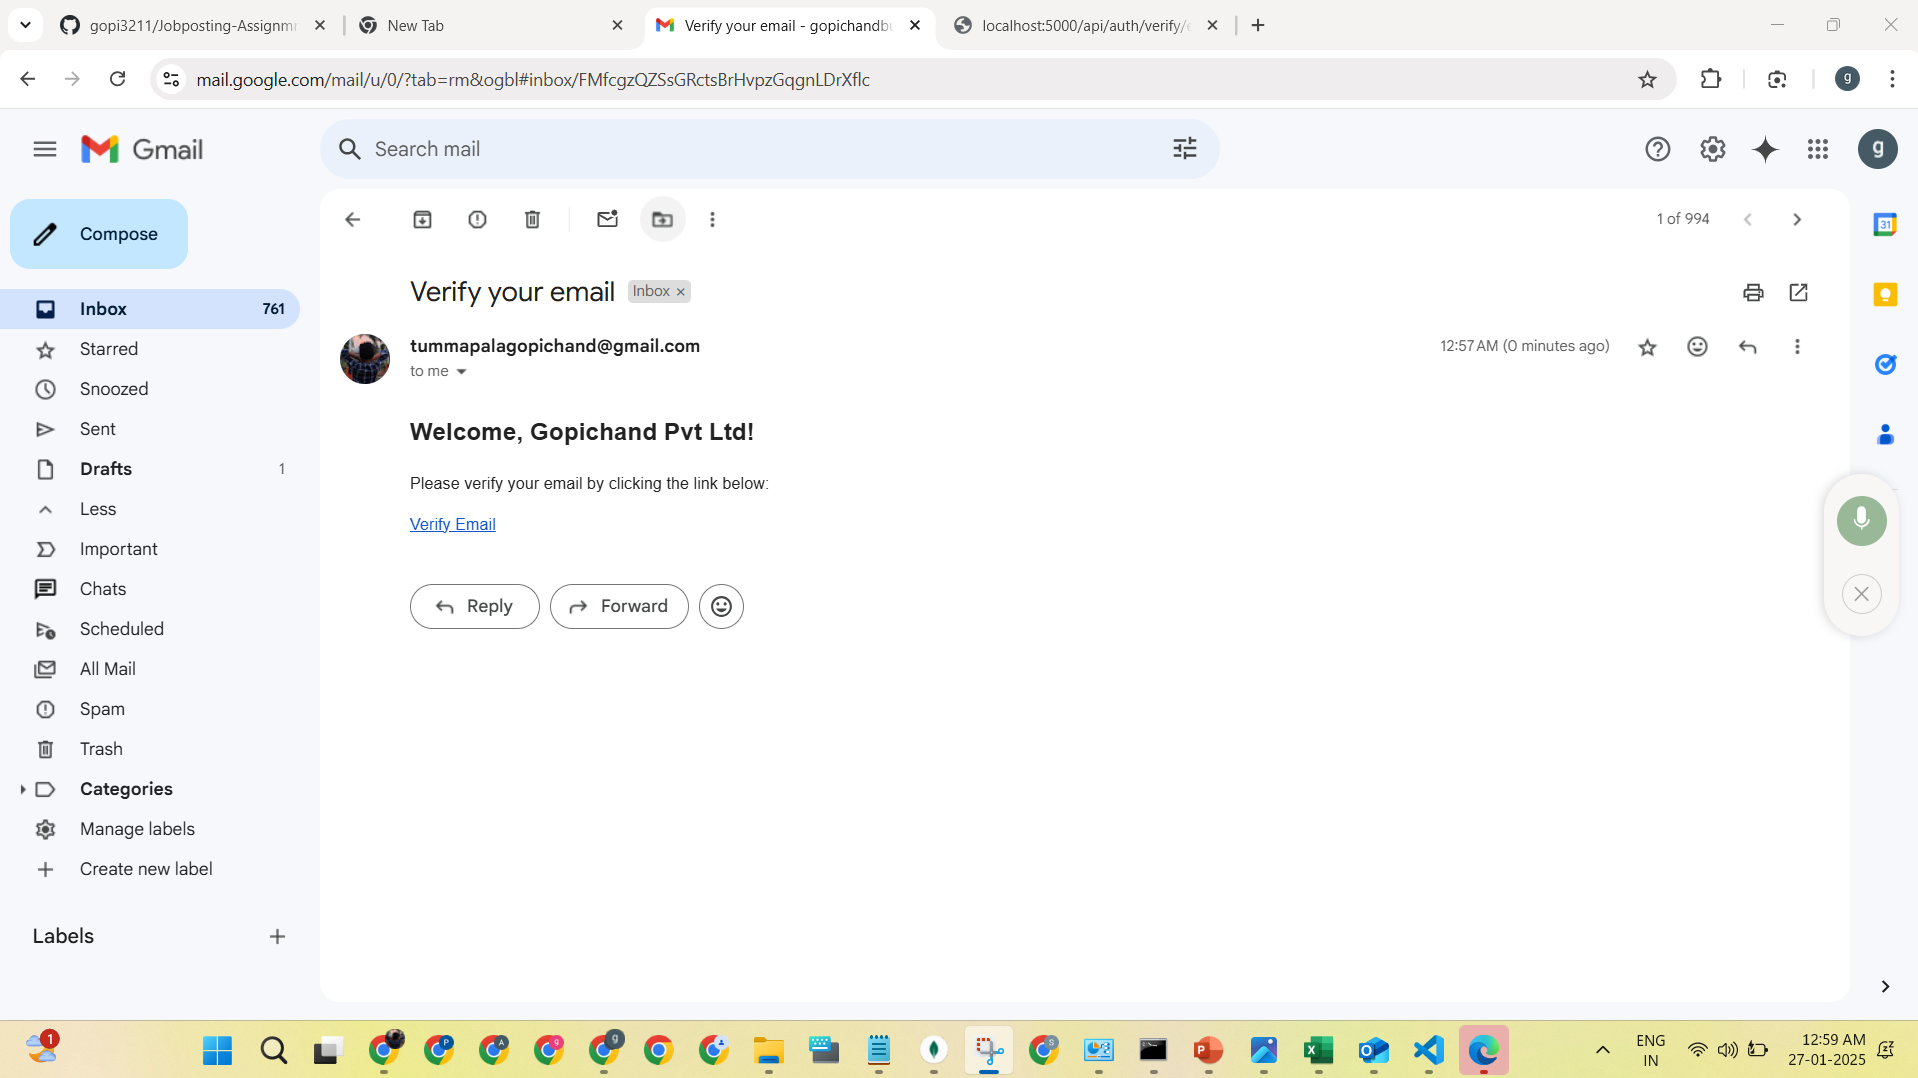 gopi3211/Jobposting-Assignm
New Tab
Verify your email - gopichandbu
localhost:5000/api/auth/verify/e
mail.google.com/mail/u/0/?tab=rm&ogbl#inbox/FMfcgzQZSsGRctsBrHvpzGqgnLDrXflc
g
Gmail
Search mail
g
Compose
1 of 994
31
Verify your email
Inbox ×
Inbox
761
Starred
Snoozed
Sent
Drafts
1
Less
Important
Chats
Scheduled
All Mail
Spam
Trash
Categories
Manage labels
Create new label
Labels
tummapalagopichand@gmail.com
12:57 AM (0 minutes ago)
to me
Welcome, Gopichand Pvt Ltd!
Please verify your email by clicking the link below:
Verify Email
Reply
Forward
1
P
A
g
g
S
P
X
ENG
IN
12:59 AM
27-01-2025